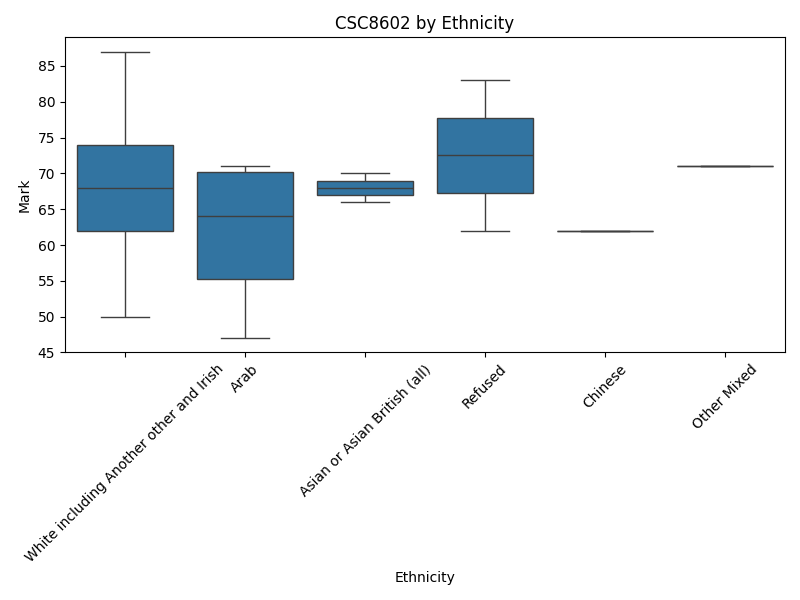 CSC8602 by Ethnicity
Mark
85
80
75
70
65
60
55
50
45
White including Another other and Irish
Arab
Asian or Asian British (all)
Refused
Chinese
Other Mixed
Ethnicity